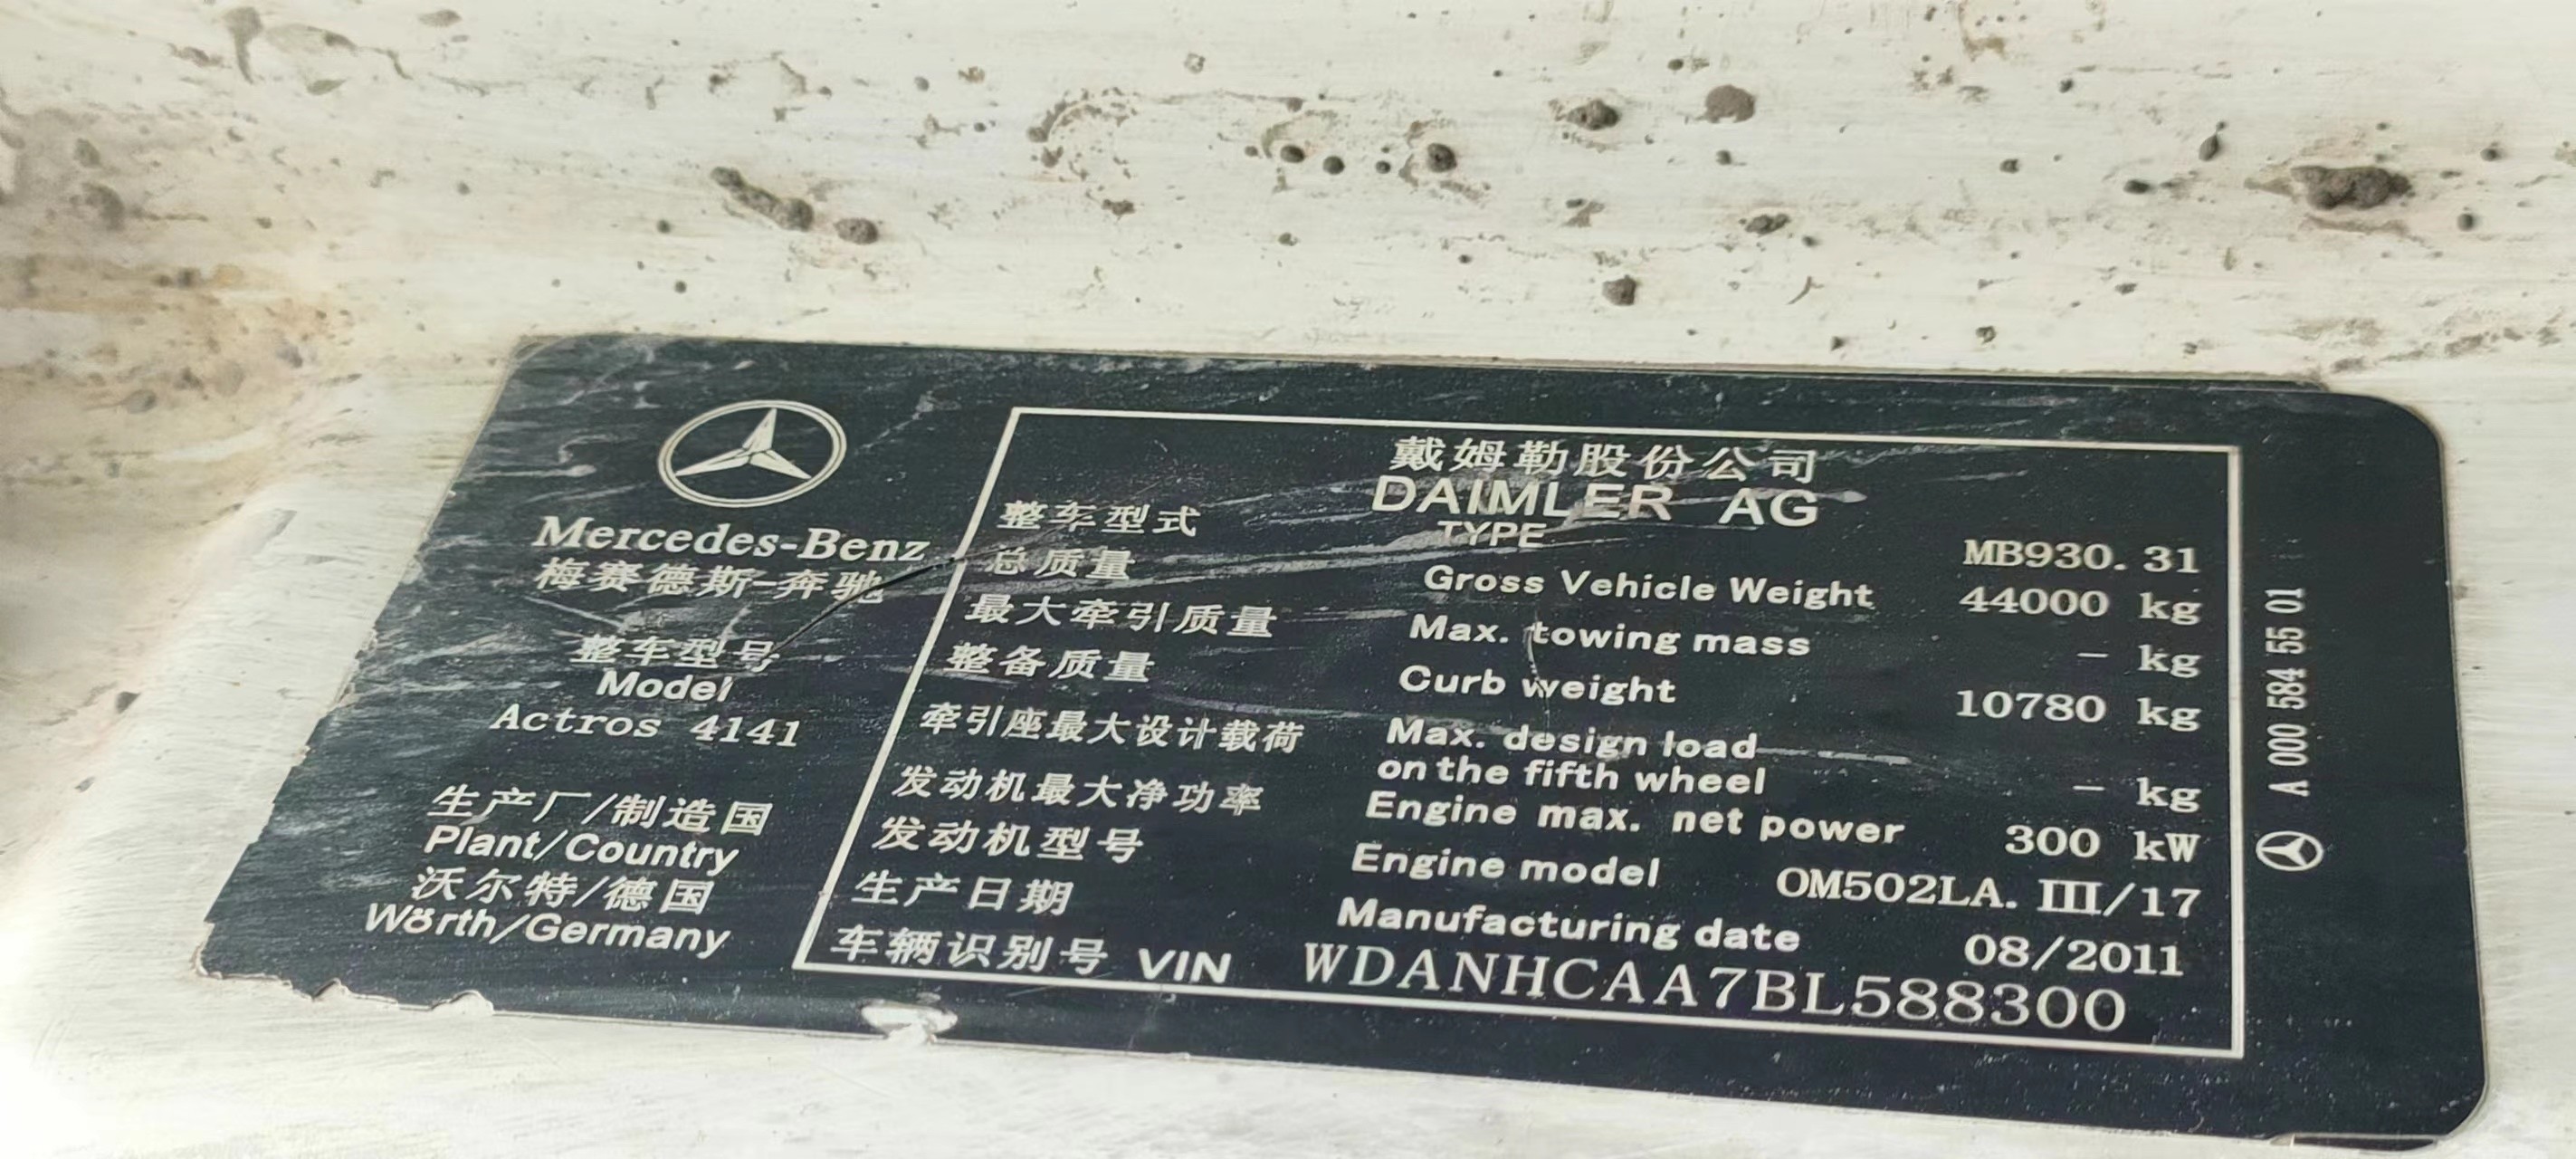 Mercedes-Benz
梅赛德斯-奔驰
整车型号
Model
Actros 4141
生产厂/制造国
Plant/Country
沃尔特/德国
Wörth/Germany
戴姆勒股份公司
DAIMLER AG
整车型式 TYPE MB930.31
总质量 Gross Vehicle Weight 44000 kg
最大牵引质量 Max. towing mass – kg
整备质量 Curb weight 10780 kg
牵引座最大设计载荷 Max. design load
on the fifth wheel – kg
发动机最大净功率 Engine max. net power 300 kW
发动机型号 Engine model OM502LA.III/17
生产日期 Manufacturing date 08/2011
车辆识别号 VIN WDANHCAA7BL588300
A 000 584 55 01